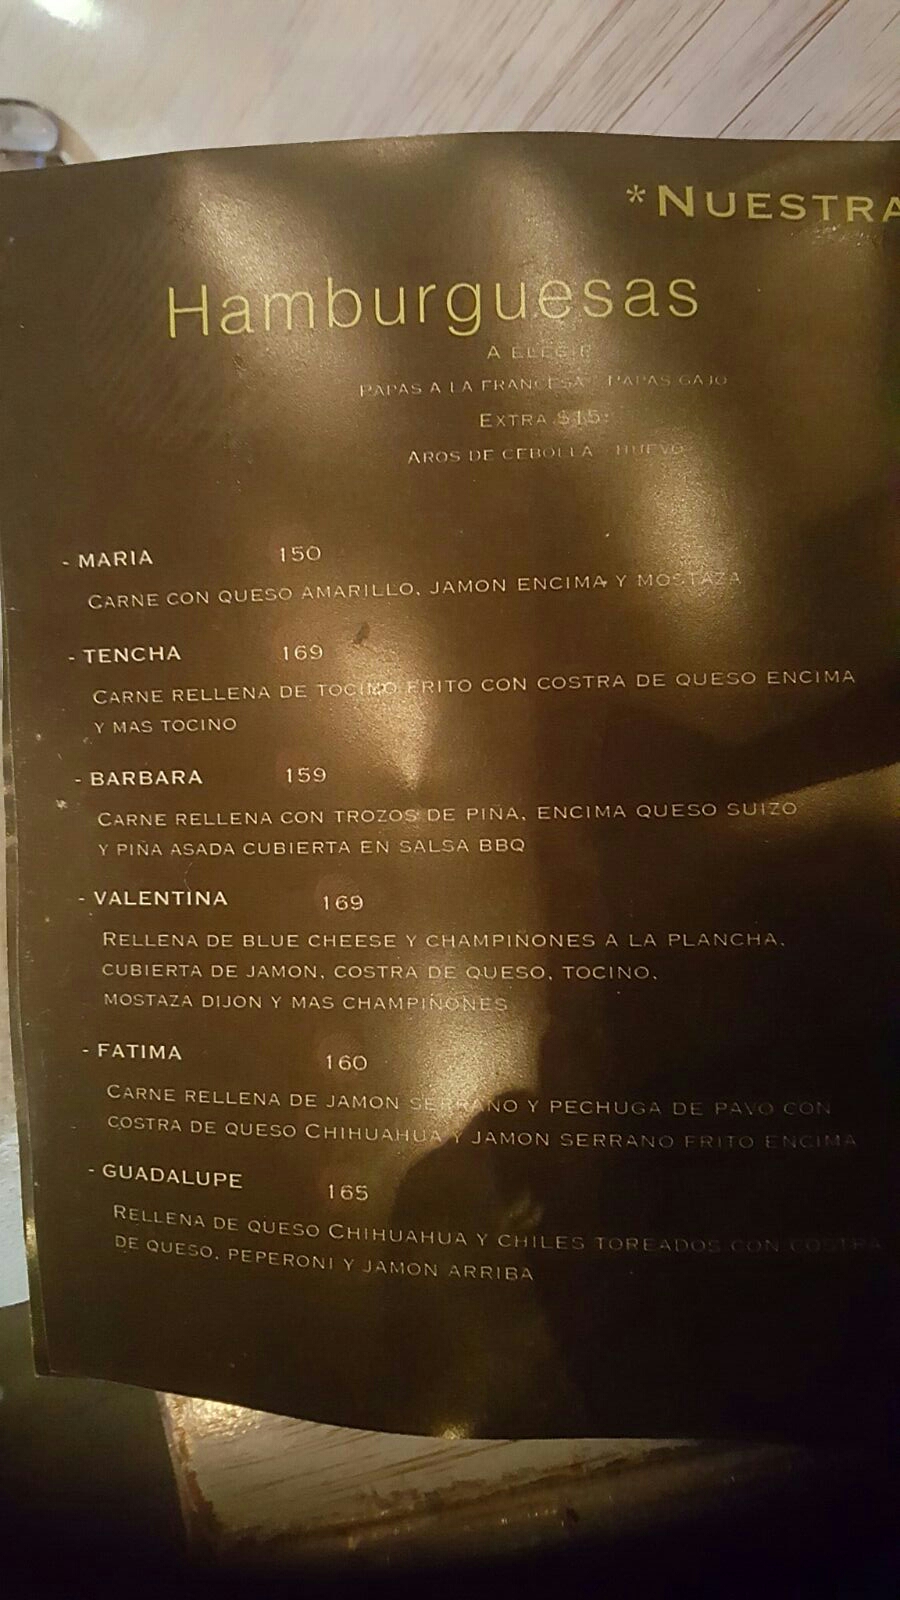 *NUESTRA
Hamburguesas
A ELEGIR
PAPAS A LA FRANCESA PAPAS GAJO
EXTRA $15:
AROS DE CEBOLLA HUEVO
- MARIA 150
CARNE CON QUESO AMARILLO, JAMON ENCIMA Y MOSTAZA
- TENCHA 169
CARNE RELLENA DE TOCINO FRITO CON COSTRA DE QUESO ENCIMA
Y MAS TOCINO
- BARBARA 159
CARNE RELLENA CON TROZOS DE PIÑA, ENCIMA QUESO SUIZO
Y PIÑA ASADA CUBIERTA EN SALSA BBQ
- VALENTINA 169
RELLENA DE BLUE CHEESE Y CHAMPIÑONES A LA PLANCHA,
CUBIERTA DE JAMON, COSTRA DE QUESO, TOCINO,
MOSTAZA DIJON Y MAS CHAMPIÑONES
- FATIMA 160
CARNE RELLENA DE JAMON SERRANO Y PECHUGA DE PAVO CON
COSTRA DE QUESO CHIHUAHUA Y JAMON SERRANO FRITO ENCIMA
- GUADALUPE 165
RELLENA DE QUESO CHIHUAHUA Y CHILES TOREADOS CON COSTRA
DE QUESO, PEPERONI Y JAMON ARRIBA